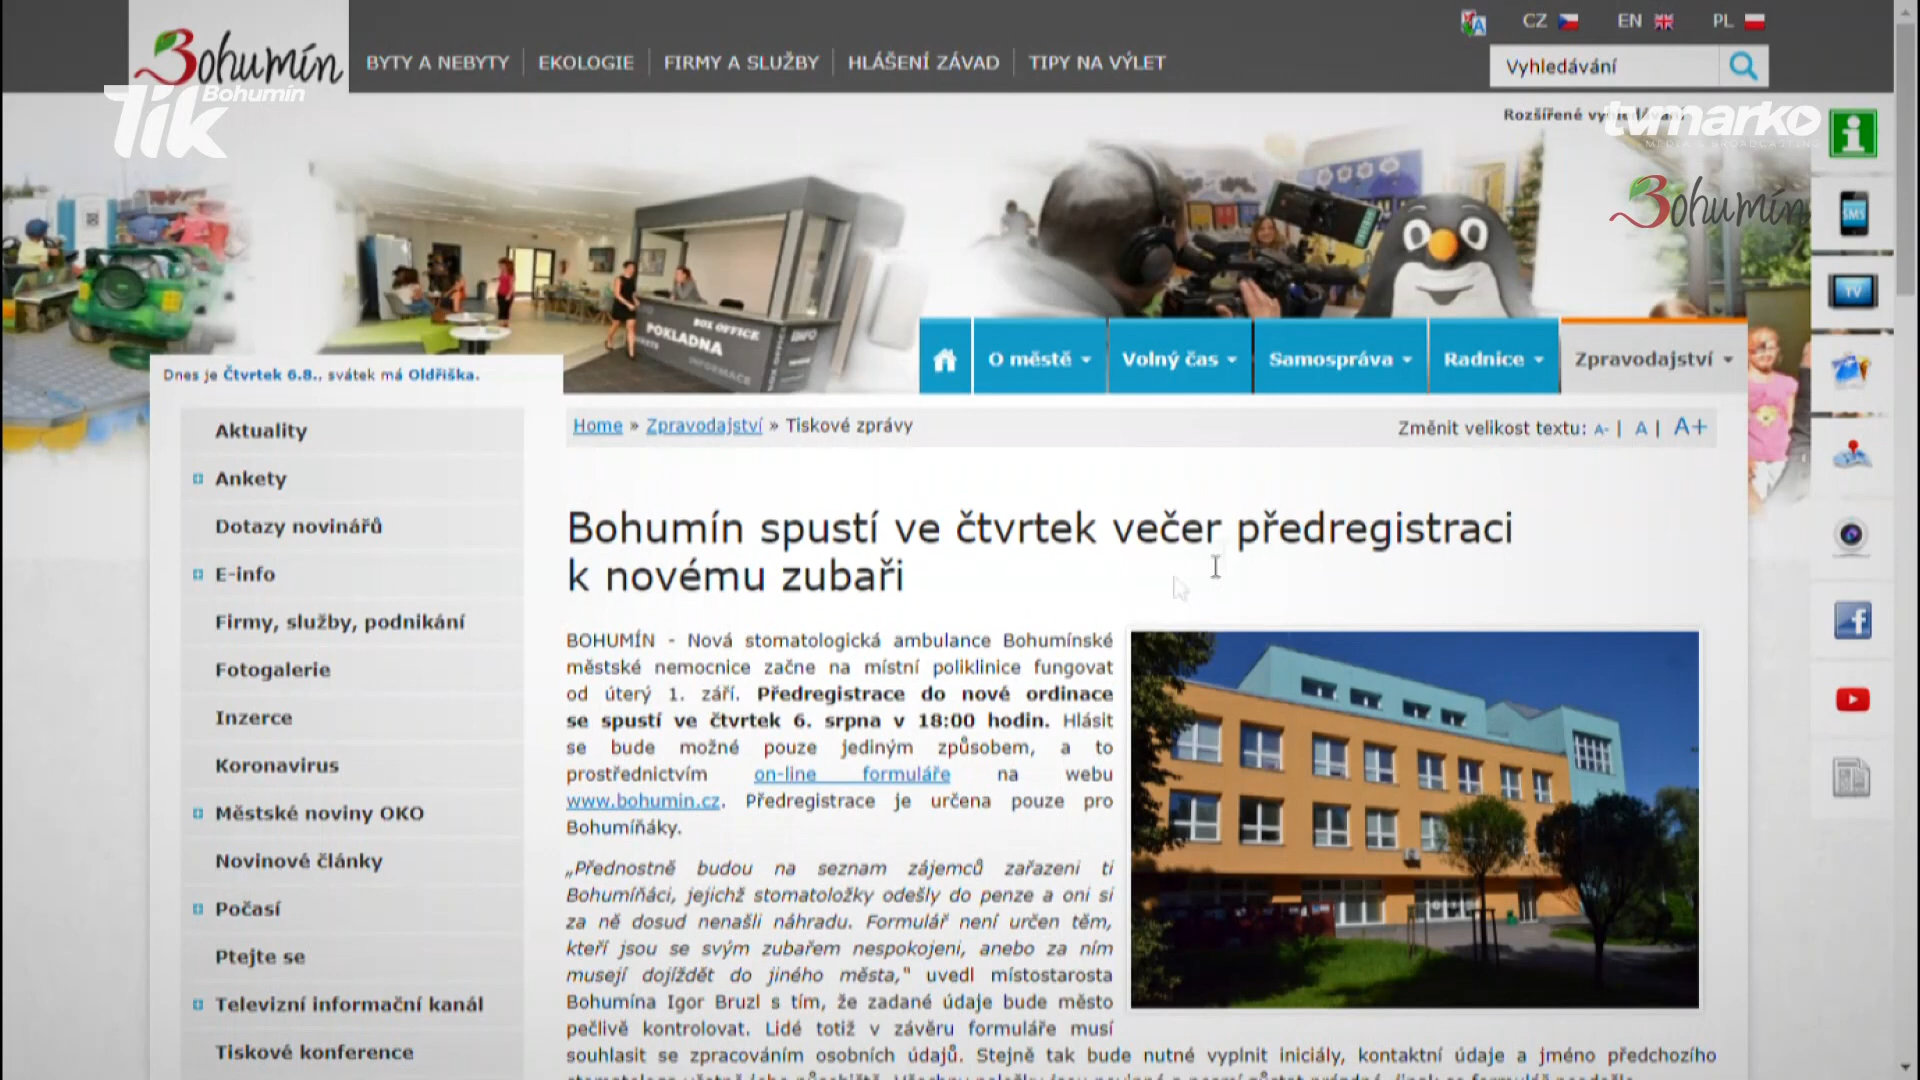 Bohumín
BYTY A NEBYTY
EKOLOGIE
FIRMY A SLUŽBY
HLÁŠENÍ ZÁVAD
TIPY NA VÝLET
CZ
EN
PL
Vyhledávání
Rozšířené
Tik Bohumín
tvmarko
Bohumín
SMS
TV
BOX OFFICE
POKLADNA
INFO
INFORMACE
O městě
Volný čas
Samospráva
Radnice
Zpravodajství
Dnes je Čtvrtek 6.8., svátek má Oldřiška.
Aktuality
Ankety
Dotazy novinářů
E-info
Firmy, služby, podnikání
Fotogalerie
Inzerce
Koronavirus
Městské noviny OKO
Novinové články
Počasí
Ptejte se
Televizní informační kanál
Tiskové konference
Home » Zpravodajství » Tiskové zprávy
Změnit velikost textu: A- | A | A+
Bohumín spustí ve čtvrtek večer předregistraci
k novému zubaři
BOHUMÍN - Nová stomatologická ambulance Bohumínské
městské nemocnice začne na místní poliklinice fungovat
od úterý 1. září. Předregistrace do nové ordinace
se spustí ve čtvrtek 6. srpna v 18:00 hodin. Hlásit
se bude možné pouze jediným způsobem, a to
prostřednictvím on-line formuláře na webu
www.bohumin.cz. Předregistrace je určena pouze pro
Bohumíňáky.
„Přednostně budou na seznam zájemců zařazeni ti
Bohumíňáci, jejichž stomatoložky odešly do penze a oni si
za ně dosud nenašli náhradu. Formulář není určen těm,
kteří jsou se svým zubařem nespokojeni, anebo za ním
musejí dojíždět do jiného města," uvedl místostarosta
Bohumína Igor Bruzl s tím, že zadané údaje bude město
pečlivě kontrolovat. Lidé totiž v závěru formuláře musí
souhlasit se zpracováním osobních údajů. Stejně tak bude nutné vyplnit iniciály, kontaktní údaje a jméno předchozího